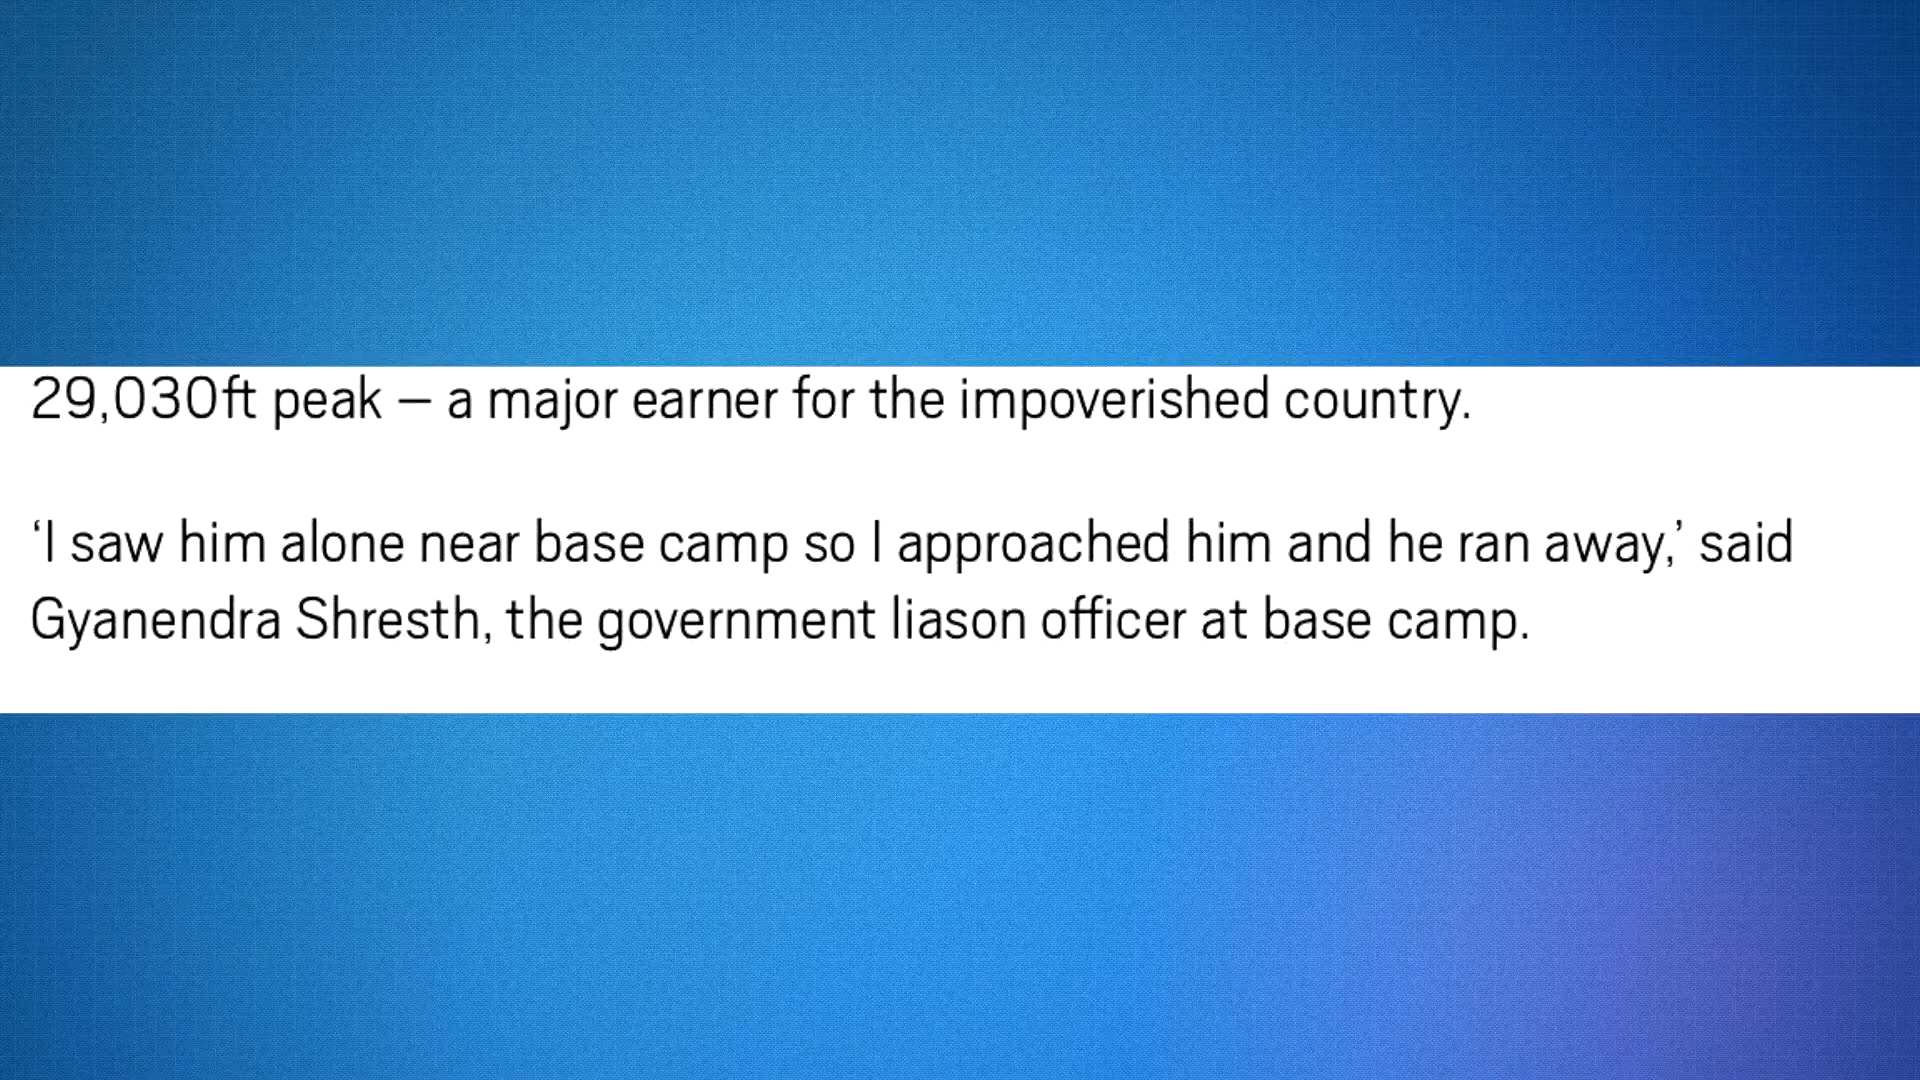 29,030ft peak – a major earner for the impoverished country.
‘I saw him alone near base camp so I approached him and he ran away,’ said
Gyanendra Shresth, the government liason officer at base camp.